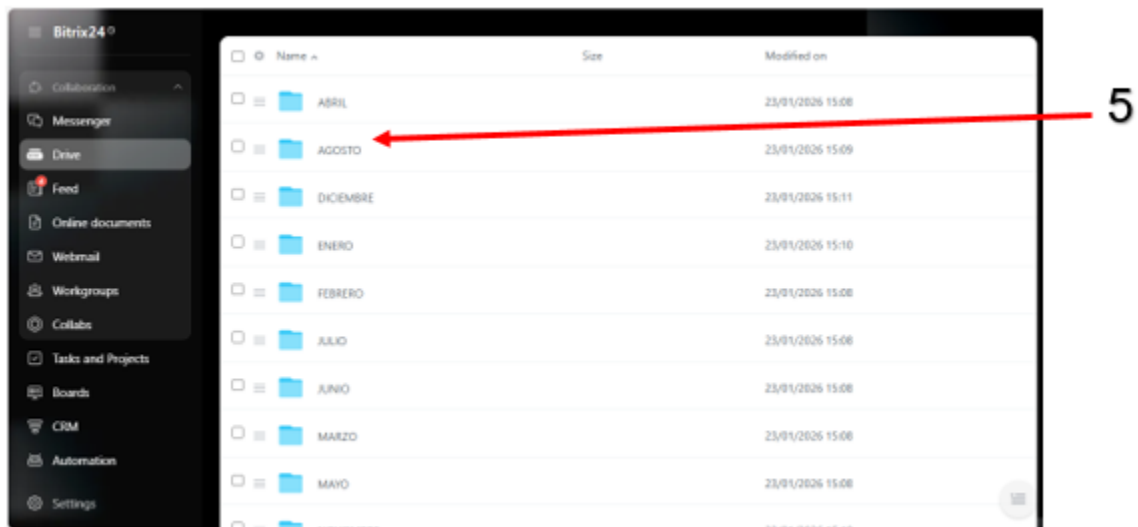 Bitrix24
Name Size Modified on
Collaboration
ABRIL 23/01/2026 15:08
Messenger
5
AGOSTO 23/01/2026 15:09
Drive
Feed
DICIEMBRE 23/01/2026 15:11
Online documents
ENERO 23/01/2026 15:10
Webmail
Workgroups
FEBRERO 23/01/2026 15:08
Collabs
JULIO 23/01/2026 15:08
Tasks and Projects
JUNIO 23/01/2026 15:08
Boards
CRM
MARZO 23/01/2026 15:08
Automation
MAYO 23/01/2026 15:08
Settings